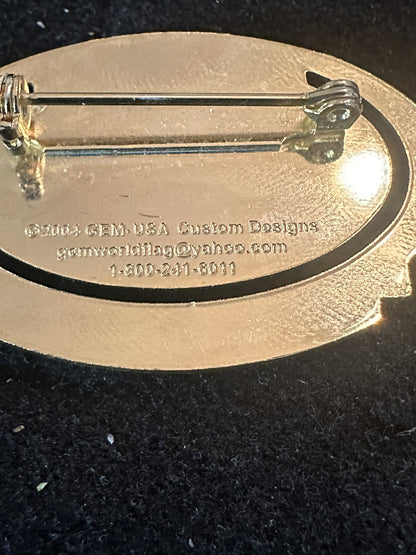 ©2004 GEM-USA Custom Designs
gemworldflag@yahoo.com
1-800-241-6011